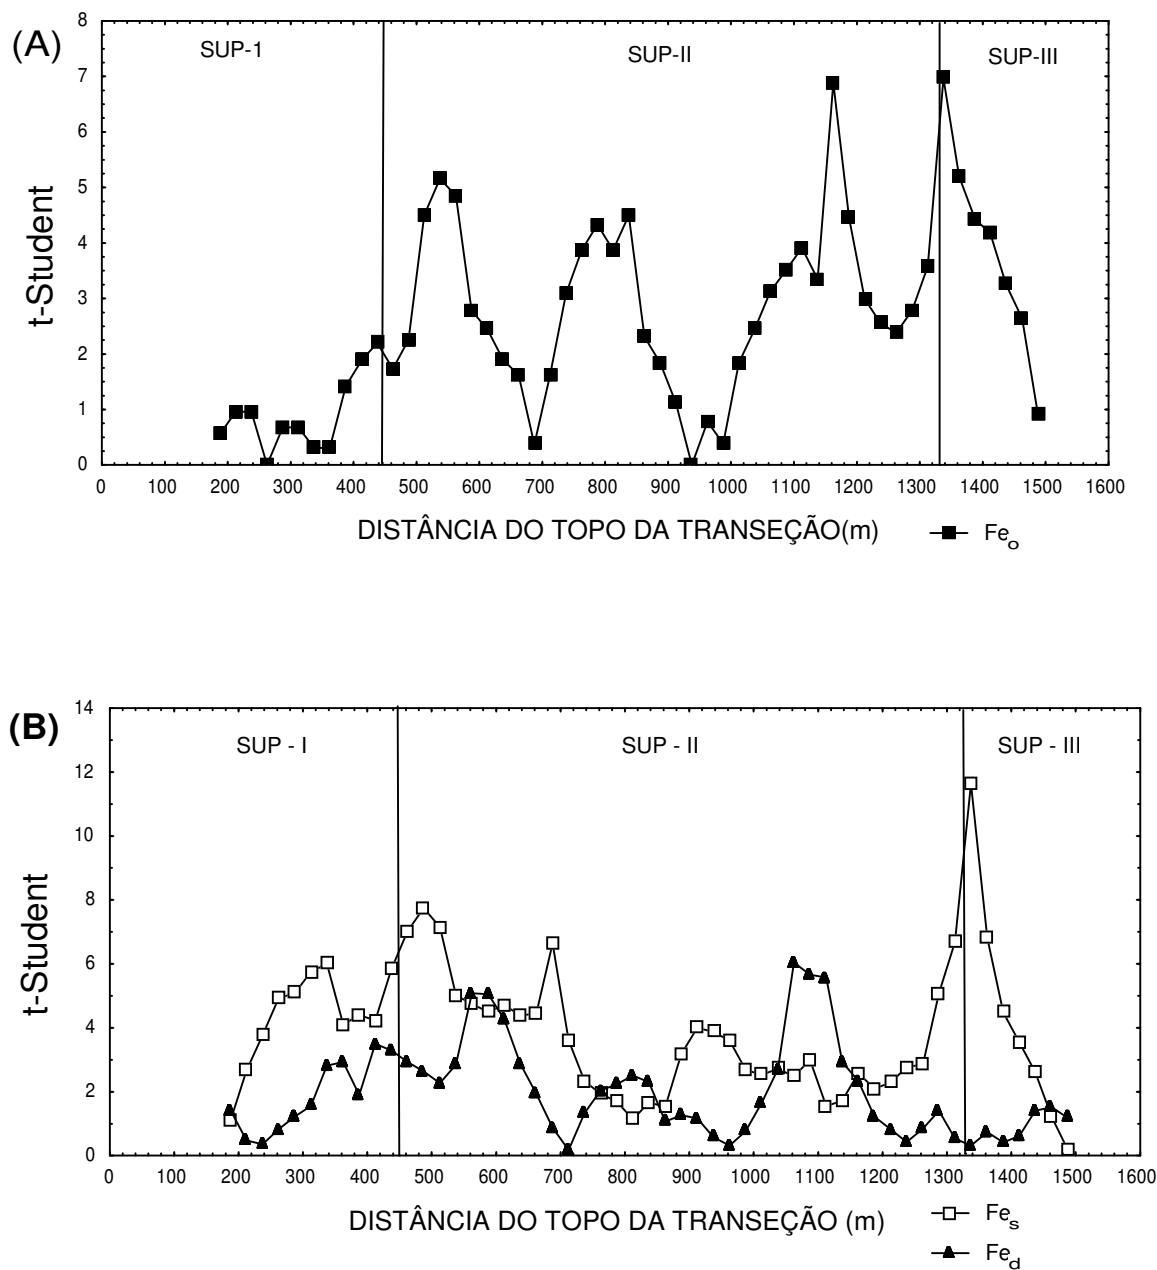 (A)
SUP-1 SUP-II SUP-III
8
7
6
5
4
3
2
1
0
t-Student
0 100 200 300 400 500 600 700 800 900 1000 1100 1200 1300 1400 1500 1600
DISTÂNCIA DO TOPO DA TRANSEÇÃO(m)
Feo
(B)
SUP - I SUP - II SUP - III
14
12
10
8
6
4
2
0
t-Student
0 100 200 300 400 500 600 700 800 900 1000 1100 1200 1300 1400 1500 1600
DISTÂNCIA DO TOPO DA TRANSEÇÃO (m)
Fes
Fed